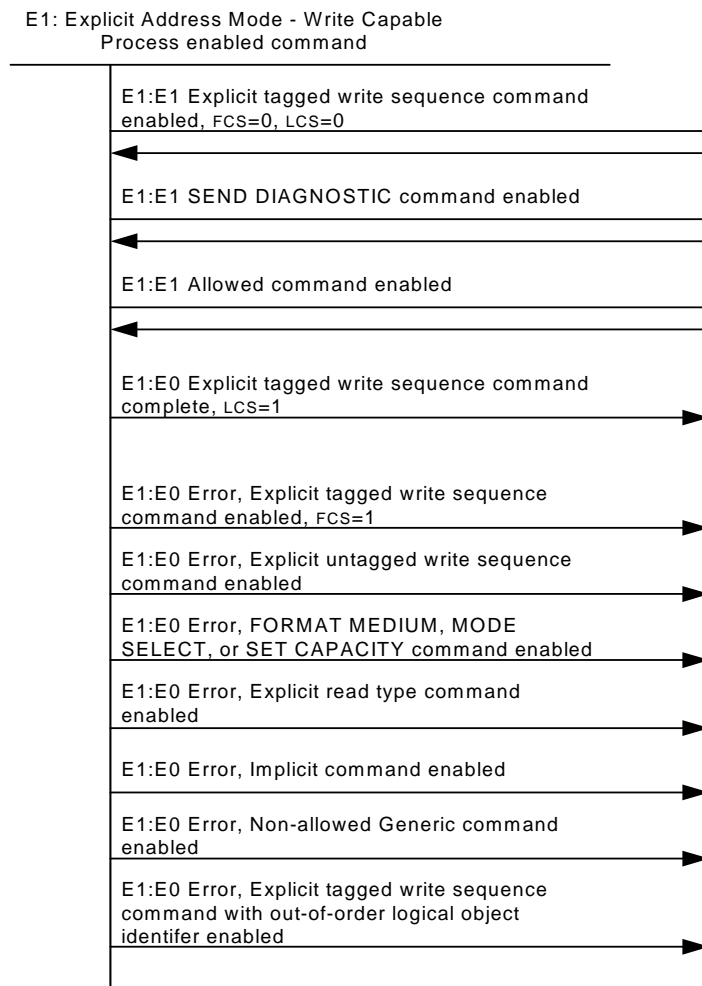 E1: Explicit Address Mode - Write Capable
Process enabled command
E1:E1 Explicit tagged write sequence command
enabled, FCS=0, LCS=0
E1:E1 SEND DIAGNOSTIC command enabled
E1:E1 Allowed command enabled
E1:E0 Explicit tagged write sequence command
complete, LCS=1
E1:E0 Error, Explicit tagged write sequence
command enabled, FCS=1
E1:E0 Error, Explicit untagged write sequence
command enabled
E1:E0 Error, FORMAT MEDIUM, MODE
SELECT, or SET CAPACITY command enabled
E1:E0 Error, Explicit read type command
enabled
E1:E0 Error, Implicit command enabled
E1:E0 Error, Non-allowed Generic command
enabled
E1:E0 Error, Explicit tagged write sequence
command with out-of-order logical object
identifer enabled